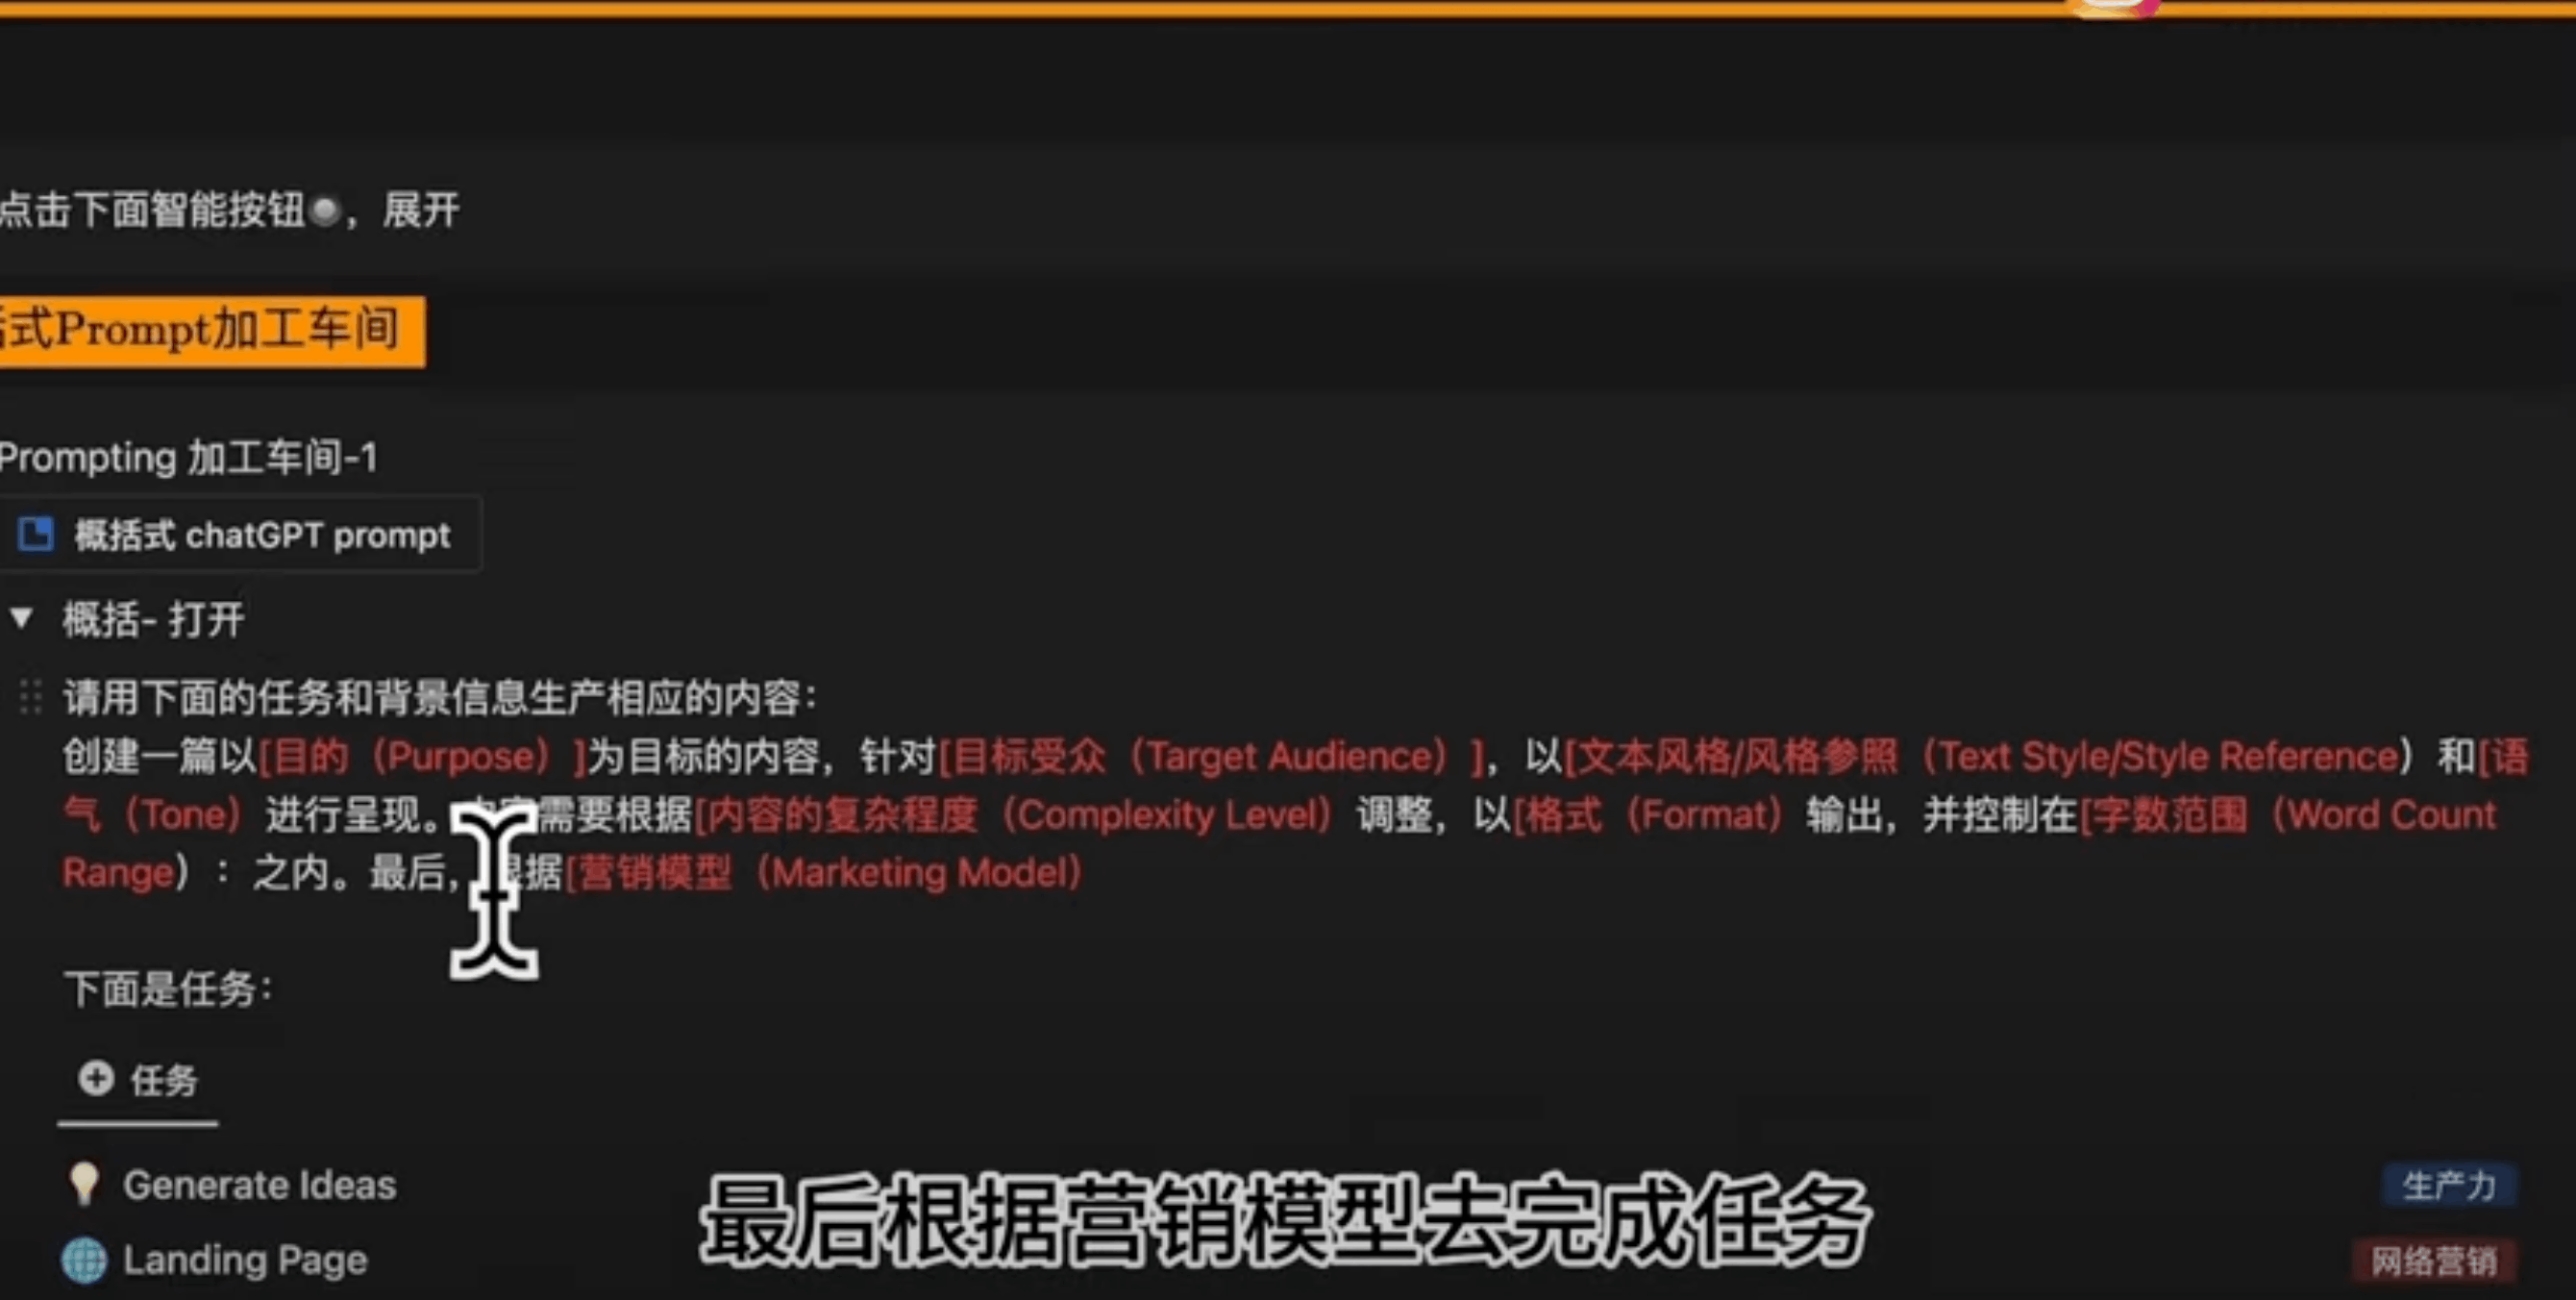 点击下面智能按钮，展开
式Prompt加工车间
Prompting 加工车间-1
概括式 chatGPT prompt
概括- 打开
请用下面的任务和背景信息生产相应的内容：
创建一篇以[目的（Purpose）]为目标的内容，针对[目标受众（Target Audience）]，以[文本风格/风格参照（Text Style/Style Reference）和[语
气（Tone）进行呈现。需要根据[内容的复杂程度（Complexity Level）调整，以[格式（Format）输出，并控制在[字数范围（Word Count
Range）：之内。最后，根据[营销模型（Marketing Model）
下面是任务：
任务
Generate Ideas
生产力
Landing Page
网络营销
最后根据营销模型去完成任务